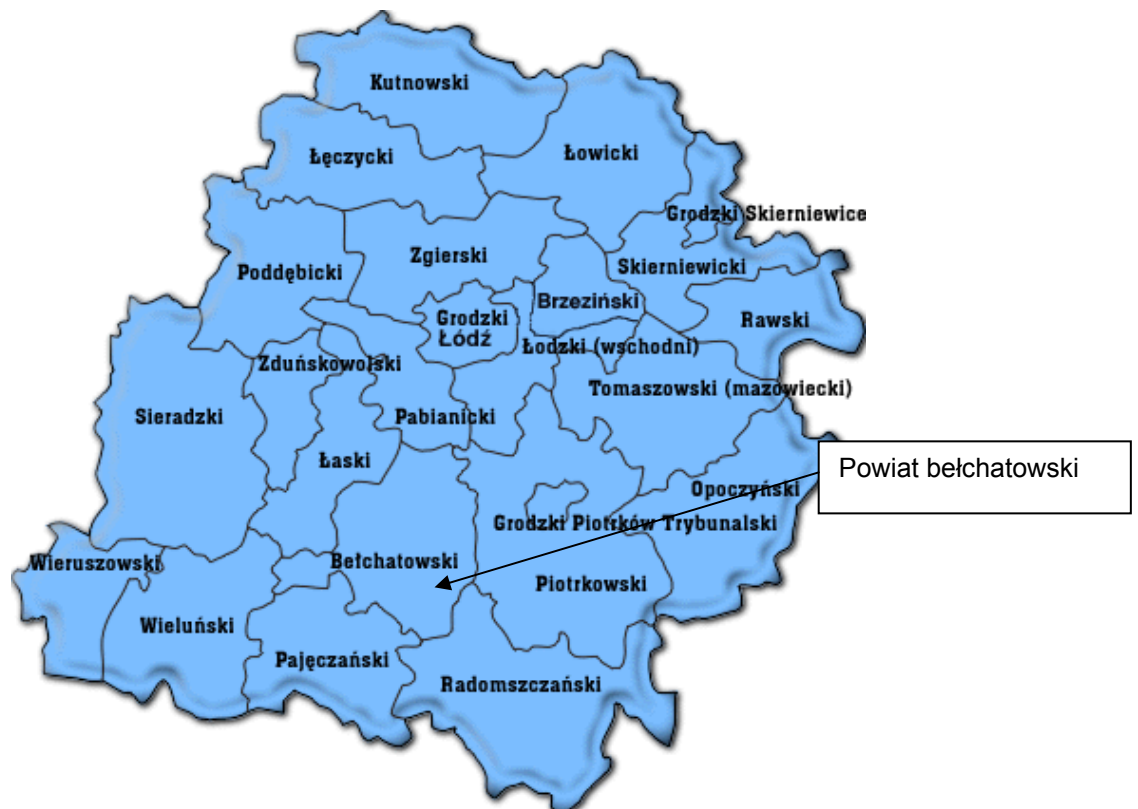 Kutnowski
Łęczycki
Łowicki
Grodzki Skierniewice
Zgierski
Skierniewicki
Poddębicki
Brzeziński
Grodzki
Łódź
Rawski
Łodzki (wschodni)
Zduńskowolski
Tomaszowski (mazowiecki)
Sieradzki
Pabianicki
Łaski
Powiat bełchatowski
Opoczyński
Grodzki Piotrków Trybunalski
Wieruszowski
Bełchatowski
Piotrkowski
Wieluński
Pajęczański
Radomszczański